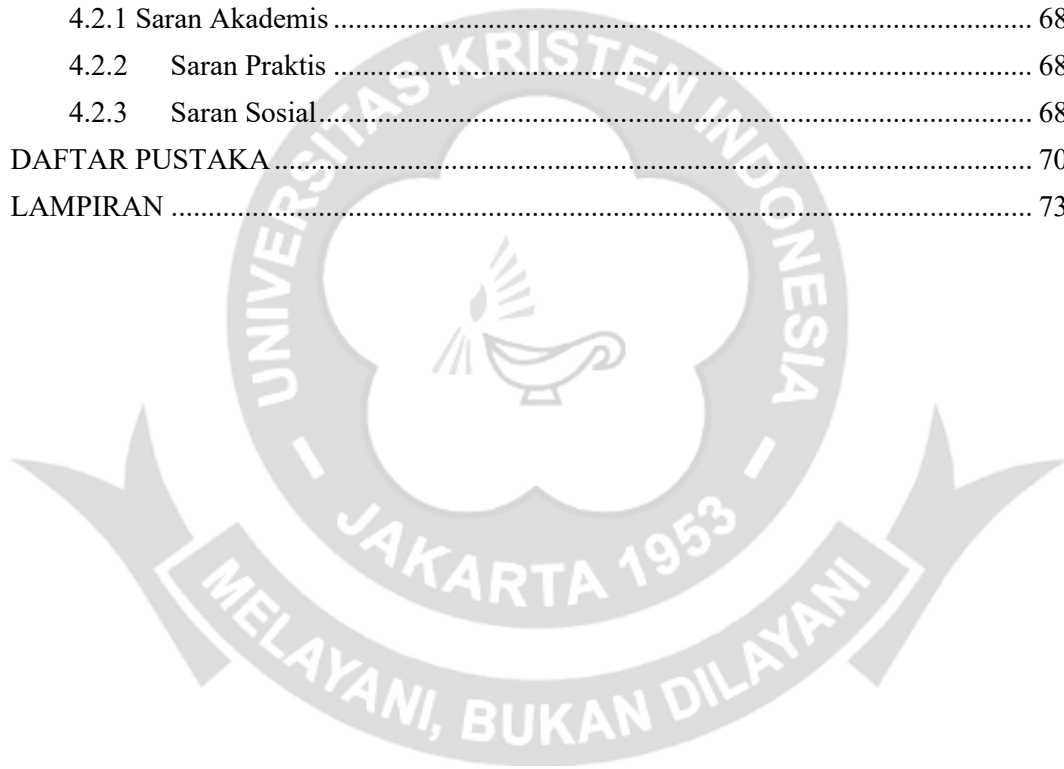 4.2.1 Saran Akademis ........................................ 68
4.2.2 Saran Praktis ........................................ 68
4.2.3 Saran Sosial ........................................ 68
DAFTAR PUSTAKA ........................................ 70
LAMPIRAN ........................................ 73
UNIVERSITAS KRISTEN INDONESIA
- JAKARTA 1953 -
MELAYANI, BUKAN DILAYANI